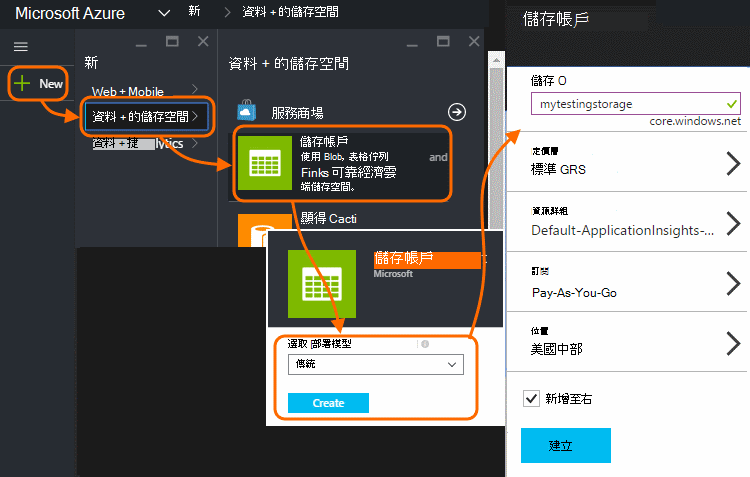 Microsoft Azure
新
資料 + 的儲存空間
New
新
Web + Mobile
資料 + 的儲存空間
資料 + 捷 lytics
資料 + 的儲存空間
服務商場
儲存帳戶
使用 Blob, 表格佇列 and
Finks 可靠經濟雲
端儲存空間。
顯得 Cacti
儲存帳戶
Microsoft
選取 部署模型
傳統
Create
儲存帳戶
儲存 O
mytestingstorage
core.windows.net
定價層
標準 GRS
資源群組
Default-ApplicationInsights-...
訂閱
Pay-As-You-Go
位置
美國中部
新增至右
建立